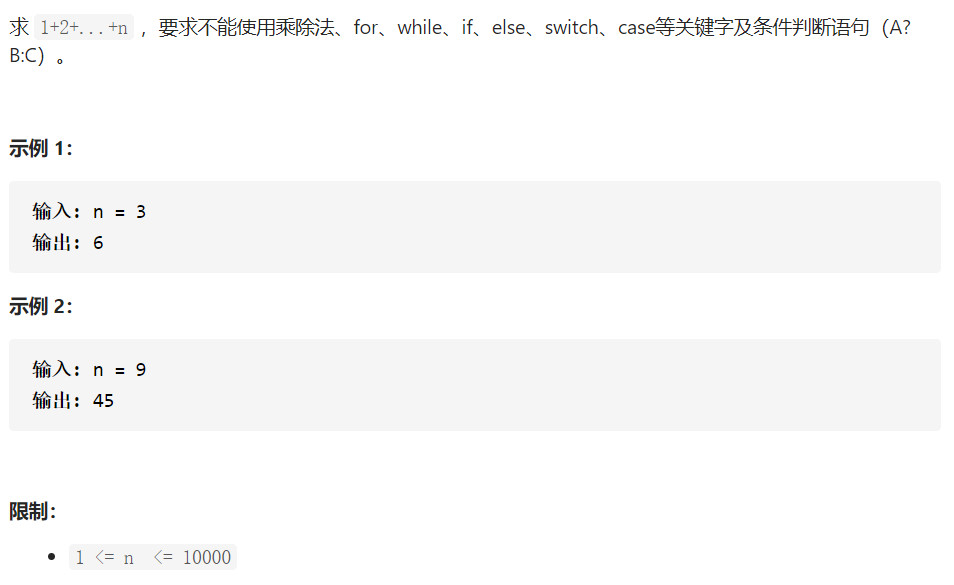 求 1+2+...+n ，要求不能使用乘除法、for、while、if、else、switch、case等关键字及条件判断语句（A?
B:C）。
示例 1：
输入：n = 3
输出：6
示例 2：
输入：n = 9
输出：45
限制：
• 1 <= n  <= 10000